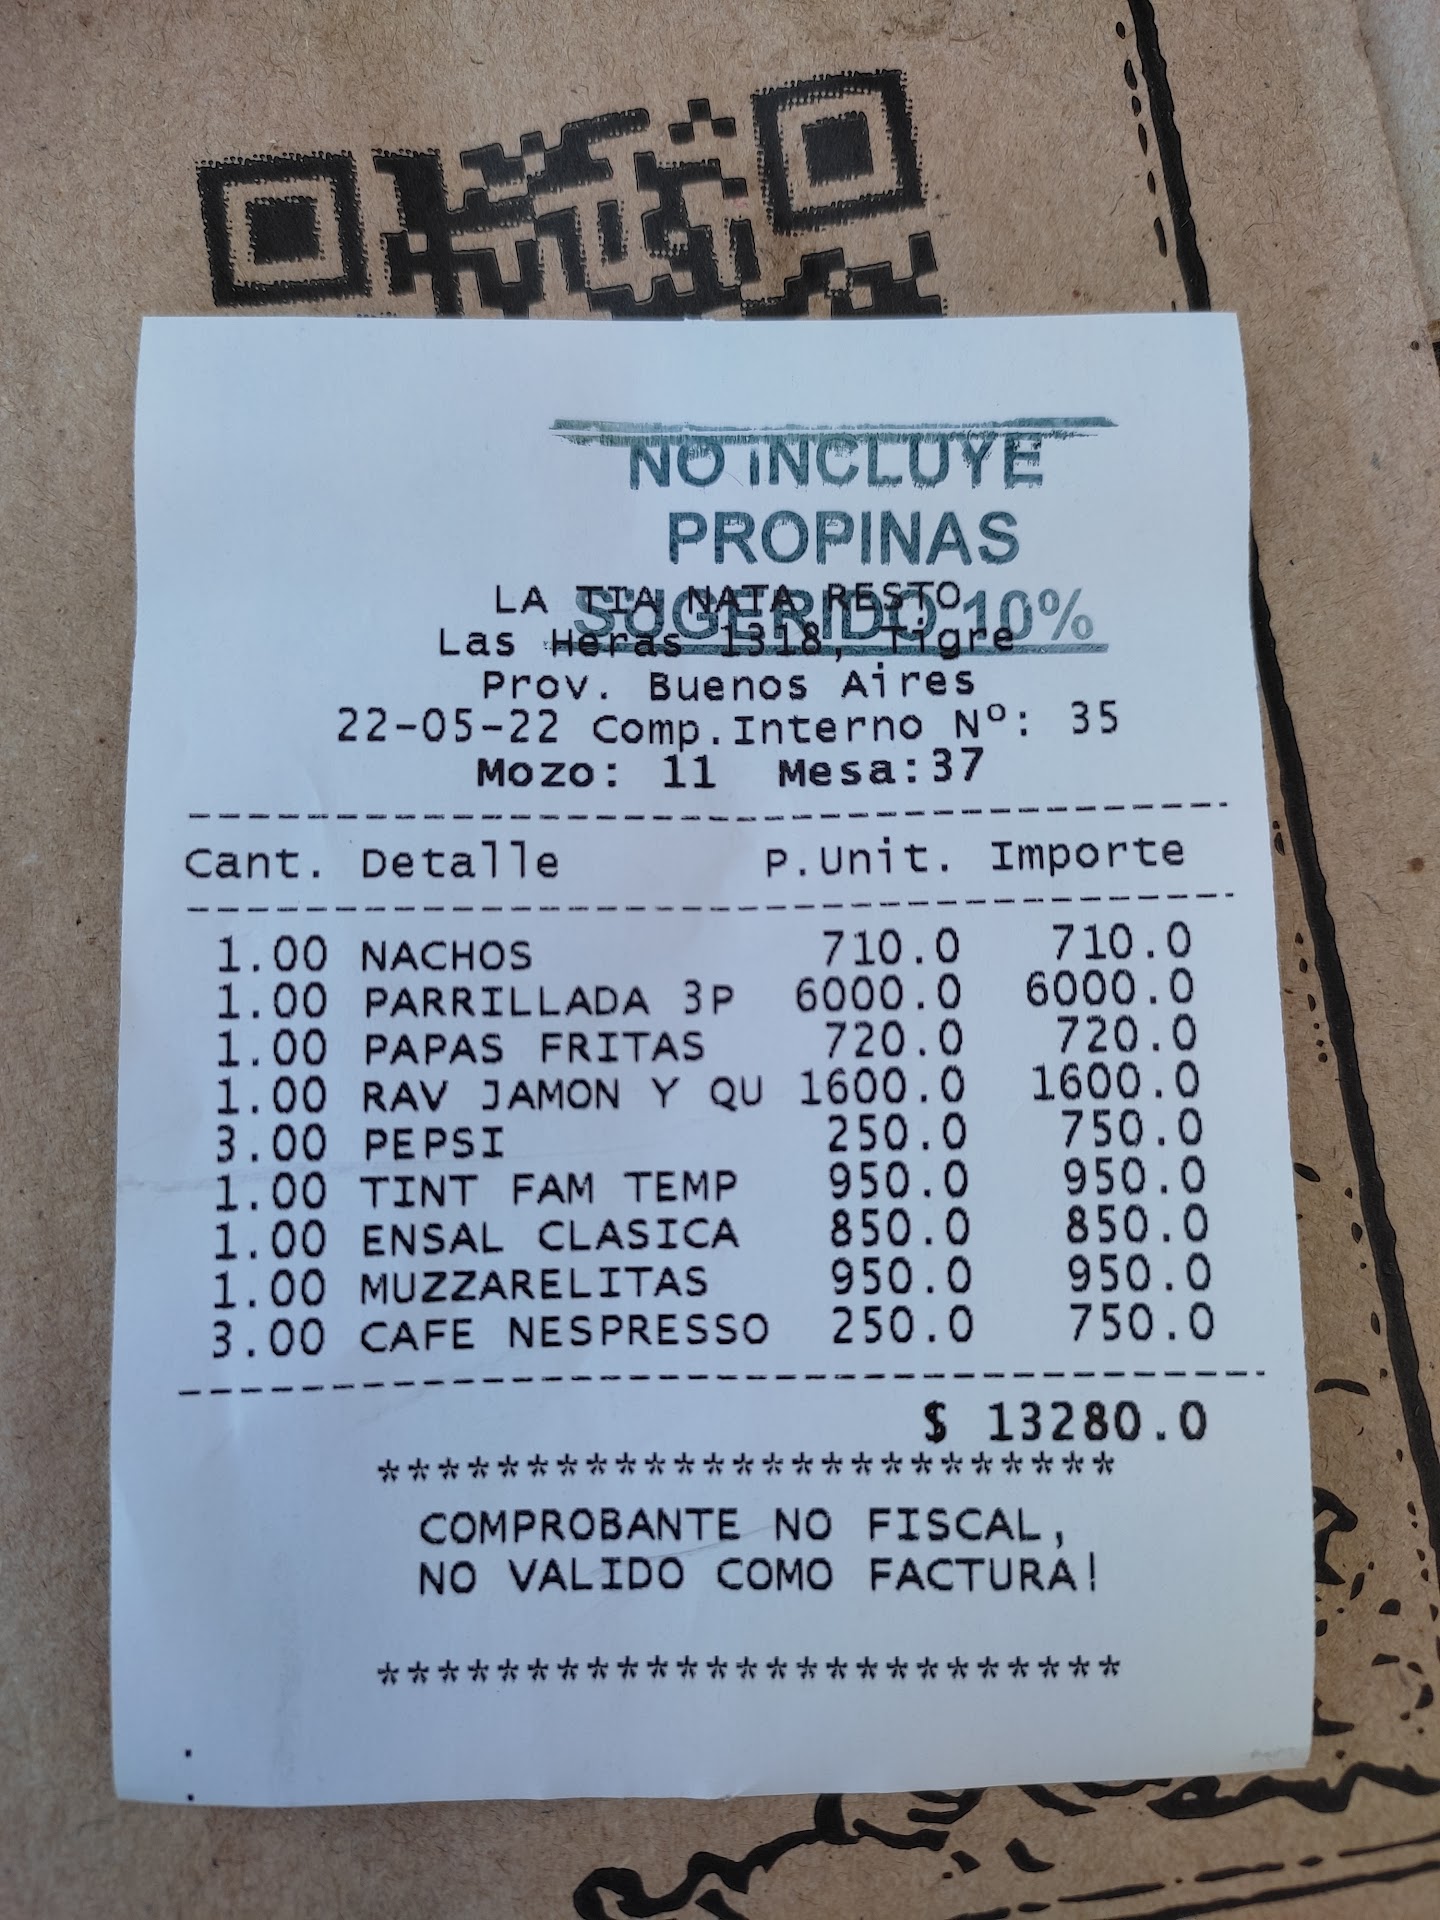 NO INCLUYE
PROPINAS
SUGERIDO 10%
LA TIA NATA RESTO
Las Heras 1318, Tigre
Prov. Buenos Aires
22-05-22 Comp.Interno Nº: 35
Mozo: 11 Mesa:37
Cant. Detalle P.Unit. Importe
1.00 NACHOS 710.0 710.0
1.00 PARRILLADA 3P 6000.0 6000.0
1.00 PAPAS FRITAS 720.0 720.0
1.00 RAV JAMON Y QU 1600.0 1600.0
3.00 PEPSI 250.0 750.0
1.00 TINT FAM TEMP 950.0 950.0
1.00 ENSAL CLASICA 850.0 850.0
1.00 MUZZARELITAS 950.0 950.0
3.00 CAFE NESPRESSO 250.0 750.0
$ 13280.0
*************************
COMPROBANTE NO FISCAL,
NO VALIDO COMO FACTURA!
*************************